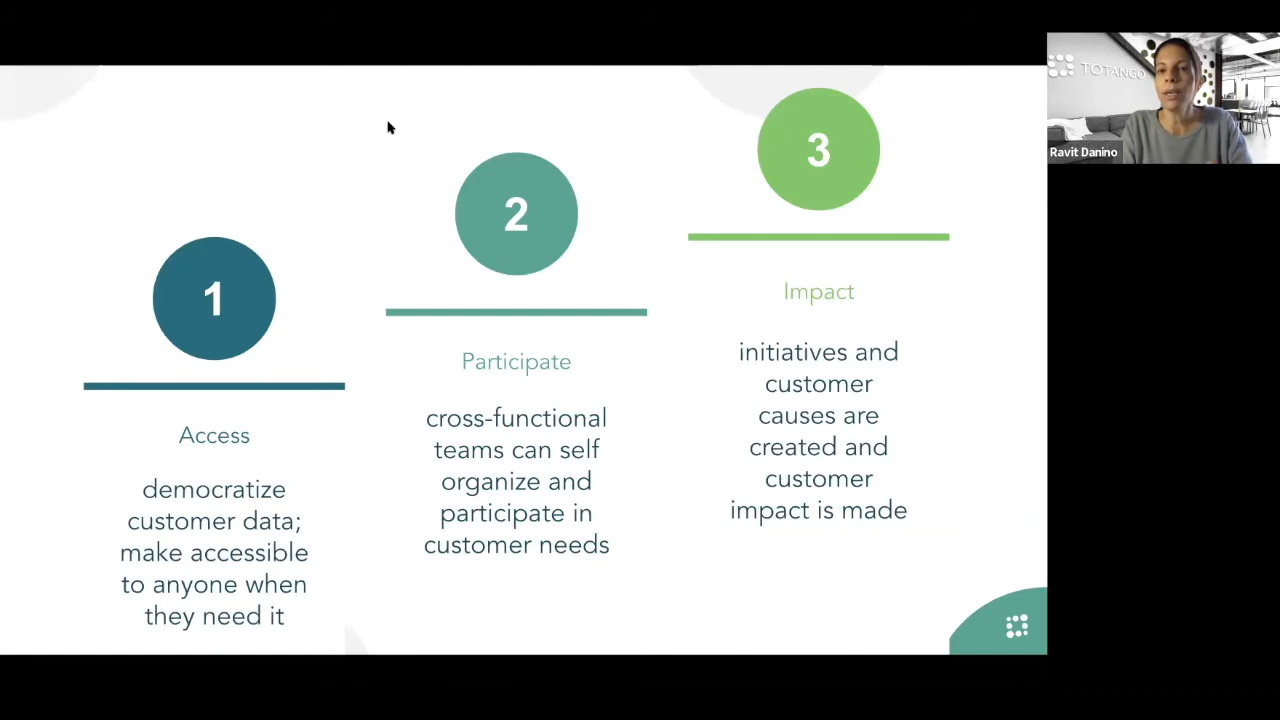 1
Access
democratize
customer data;
make accessible
to anyone when
they need it
2
Participate
cross-functional
teams can self
organize and
participate in
customer needs
3
Impact
initiatives and
customer
causes are
created and
customer
impact is made
TOTANGO
Ravit Danino